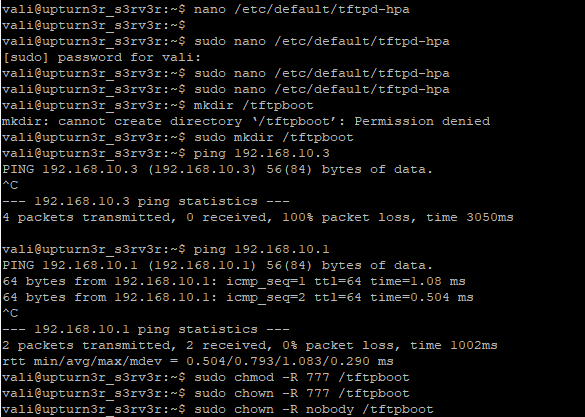 vali@upturn3r_s3rv3r:~$ nano /etc/default/tftpd-hpa
vali@upturn3r_s3rv3r:~$
vali@upturn3r_s3rv3r:~$ sudo nano /etc/default/tftpd-hpa
[sudo] password for vali:
vali@upturn3r_s3rv3r:~$ sudo nano /etc/default/tftpd-hpa
vali@upturn3r_s3rv3r:~$ sudo nano /etc/default/tftpd-hpa
vali@upturn3r_s3rv3r:~$ mkdir /tftpboot
mkdir: cannot create directory ‘/tftpboot’: Permission denied
vali@upturn3r_s3rv3r:~$ sudo mkdir /tftpboot
vali@upturn3r_s3rv3r:~$ ping 192.168.10.3
PING 192.168.10.3 (192.168.10.3) 56(84) bytes of data.
^C
--- 192.168.10.3 ping statistics ---
4 packets transmitted, 0 received, 100% packet loss, time 3050ms

vali@upturn3r_s3rv3r:~$ ping 192.168.10.1
PING 192.168.10.1 (192.168.10.1) 56(84) bytes of data.
64 bytes from 192.168.10.1: icmp_seq=1 ttl=64 time=1.08 ms
64 bytes from 192.168.10.1: icmp_seq=2 ttl=64 time=0.504 ms
^C
--- 192.168.10.1 ping statistics ---
2 packets transmitted, 2 received, 0% packet loss, time 1002ms
rtt min/avg/max/mdev = 0.504/0.793/1.083/0.290 ms
vali@upturn3r_s3rv3r:~$ sudo chmod -R 777 /tftpboot
vali@upturn3r_s3rv3r:~$ sudo chown -R 777 /tftpboot
vali@upturn3r_s3rv3r:~$ sudo chown -R nobody /tftpboot